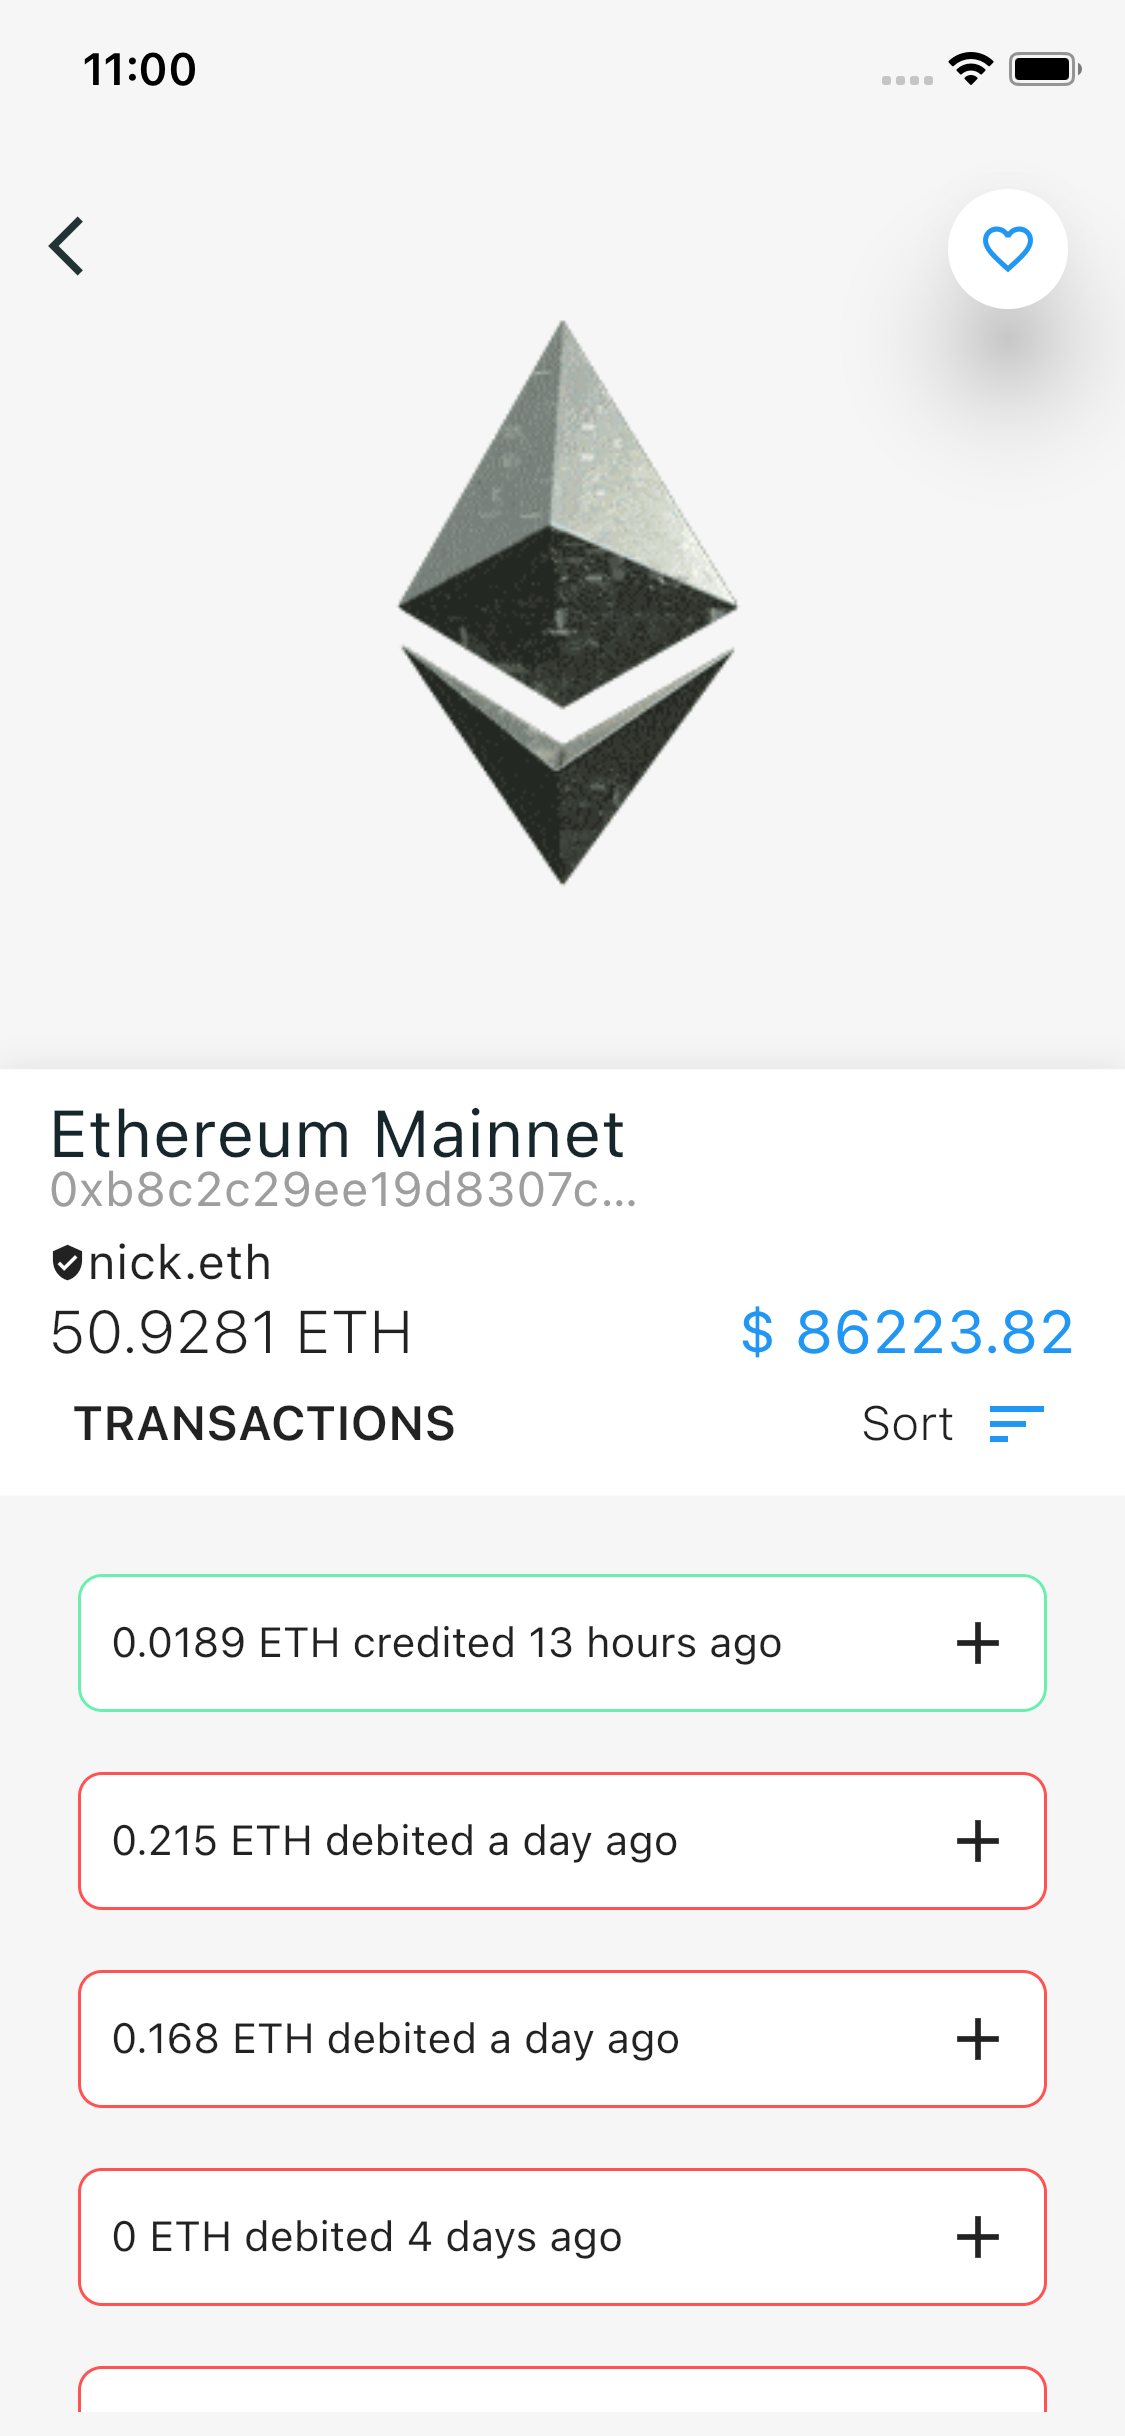 11:00
Ethereum Mainnet
0xb8c2c29ee19d8307c...
nick.eth
50.9281 ETH
$ 86223.82
TRANSACTIONS
Sort
0.0189 ETH credited 13 hours ago
0.215 ETH debited a day ago
0.168 ETH debited a day ago
0 ETH debited 4 days ago